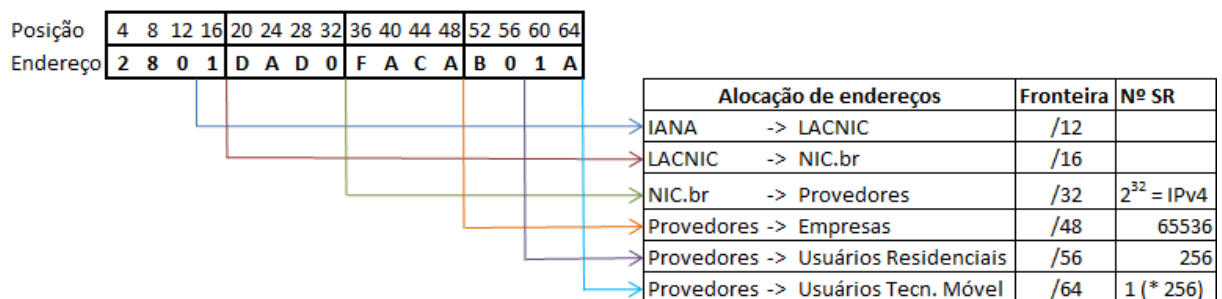 Posição 4 8 12 16 20 24 28 32 36 40 44 48 52 56 60 64
Endereço 2 8 0 1 D A D 0 F A C A B 0 1 A
Alocação de endereços Fronteira Nº SR
IANA -> LACNIC /12
LACNIC -> NIC.br /16
NIC.br -> Provedores /32 2³² = IPv4
Provedores -> Empresas /48 65536
Provedores -> Usuários Residenciais /56 256
Provedores -> Usuários Tecn. Móvel /64 1 (* 256)